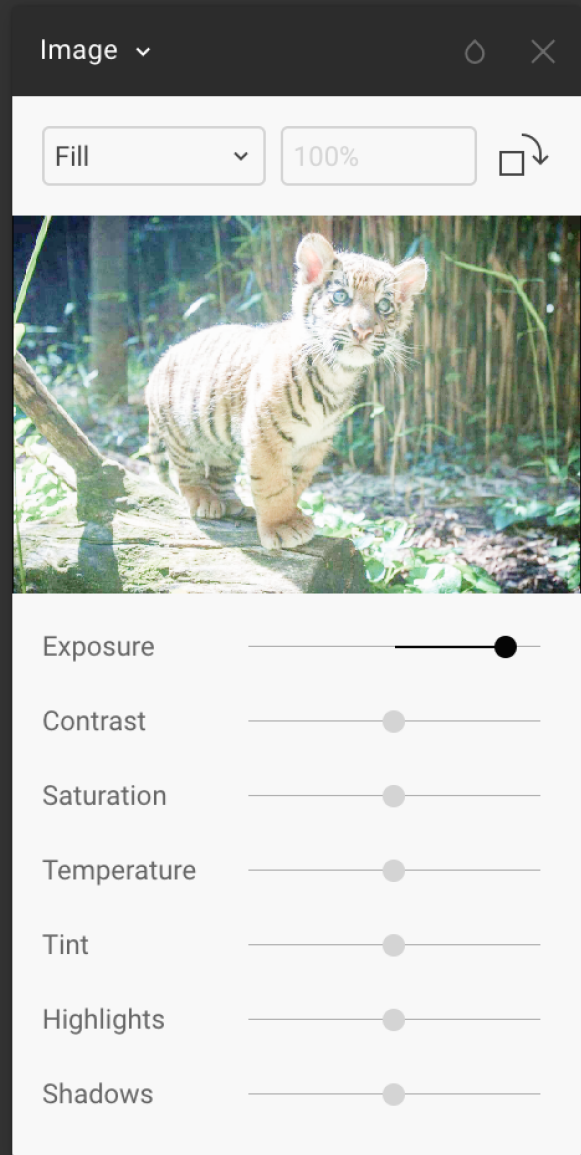 Image
Fill 100%
Exposure
Contrast
Saturation
Temperature
Tint
Highlights
Shadows